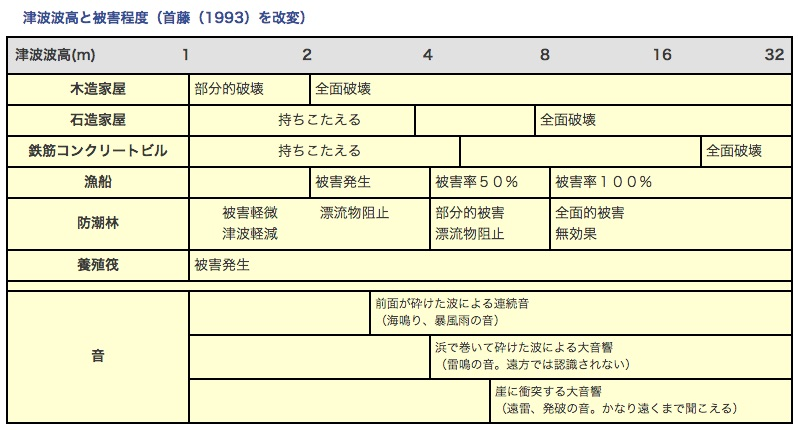 津波波高と被害程度（首藤（1993）を改変）
津波波高(m) 1 2 4 8 16 32
木造家屋 部分的破壊 全面破壊
石造家屋 持ちこたえる 全面破壊
鉄筋コンクリートビル 持ちこたえる 全面破壊
漁船 被害発生 被害率５０％ 被害率１００％
防潮林 被害軽微 漂流物阻止 部分的被害 全面的被害
津波軽減 漂流物阻止 無効果
養殖筏 被害発生
音
前面が砕けた波による連続音
（海鳴り、暴風雨の音）
浜で巻いて砕けた波による大音響
（雷鳴の音。遠方では認識されない）
崖に衝突する大音響
（遠雷、発破の音。かなり遠くまで聞こえる）